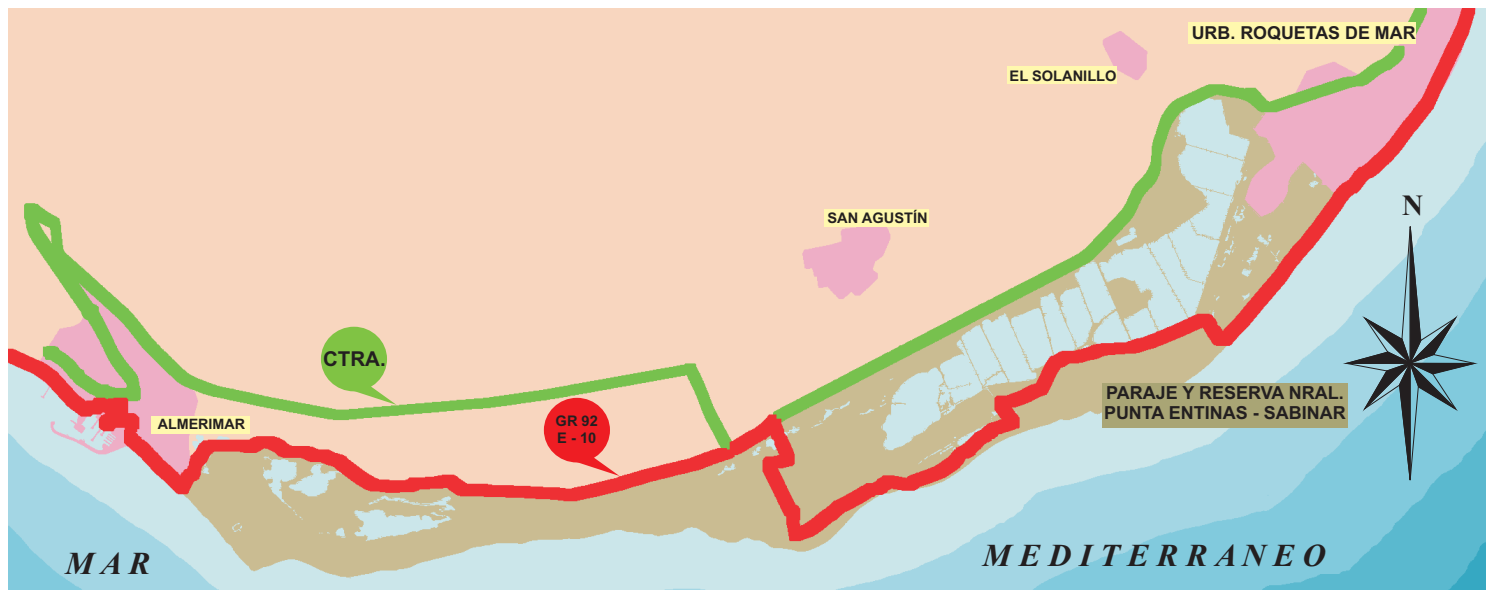 URB. ROQUETAS DE MAR
EL SOLANILLO
SAN AGUSTÍN
N
CTRA.
GR 92
E - 10
ALMERIMAR
PARAJE Y RESERVA NRAL.
PUNTA ENTINAS - SABINAR
MAR
MEDITERRANEO